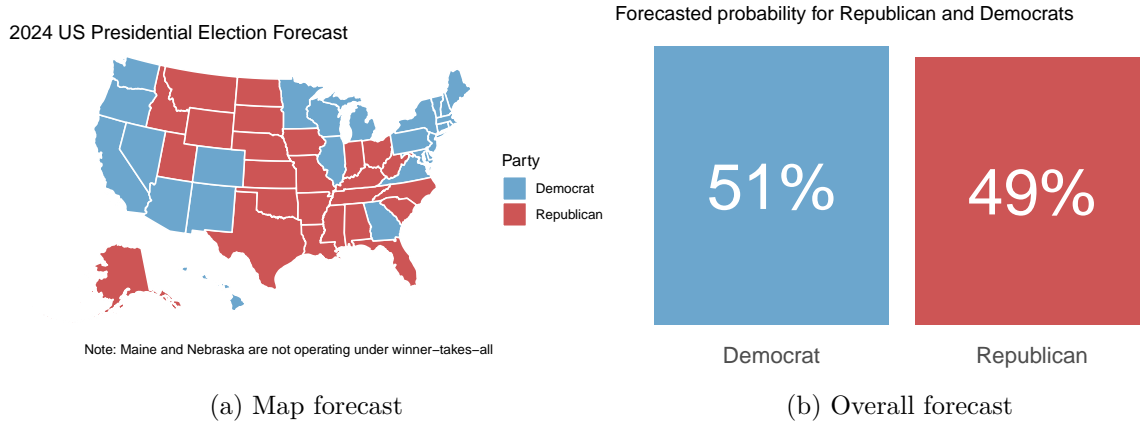 2024 US Presidential Election Forecast
Party
Democrat
Republican
Note: Maine and Nebraska are not operating under winner−takes−all
(a) Map forecast
Forecasted probability for Republican and Democrats
51%
49%
Democrat
Republican
(b) Overall forecast